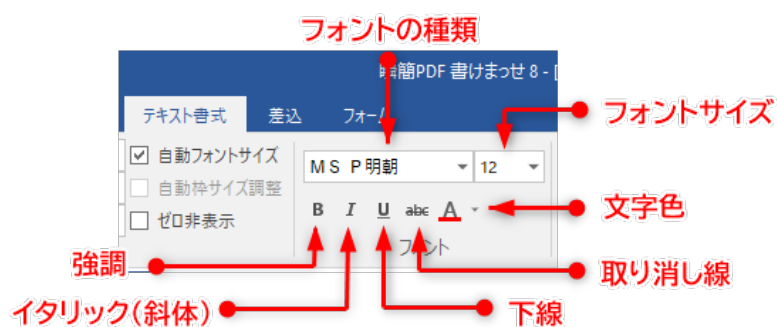 フォントの種類
瞬簡PDF 書けまっせ 8 - [
テキスト書式 差込 フォーム
フォントサイズ
自動フォントサイズ
MS P明朝 12
自動枠サイズ調整
B I U abc A
文字色
ゼロ非表示
フォント
強調
取り消し線
イタリック(斜体)
下線